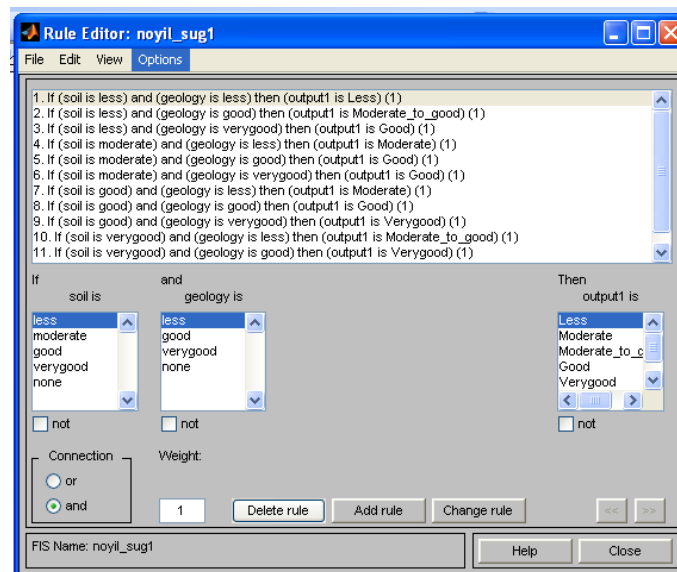 Rule Editor: noyil_sug1
File Edit View Options
1. If (soil is less) and (geology is less) then (output1 is Less) (1)
2. If (soil is less) and (geology is good) then (output1 is Moderate_to_good) (1)
3. If (soil is less) and (geology is verygood) then (output1 is Good) (1)
4. If (soil is moderate) and (geology is less) then (output1 is Moderate) (1)
5. If (soil is moderate) and (geology is good) then (output1 is Good) (1)
6. If (soil is moderate) and (geology is verygood) then (output1 is Good) (1)
7. If (soil is good) and (geology is less) then (output1 is Moderate) (1)
8. If (soil is good) and (geology is good) then (output1 is Good) (1)
9. If (soil is good) and (geology is verygood) then (output1 is Verygood) (1)
10. If (soil is verygood) and (geology is less) then (output1 is Moderate_to_good) (1)
11. If (soil is verygood) and (geology is good) then (output1 is Verygood) (1)
If and Then
soil is geology is output1 is
less less Less
moderate good Moderate
good verygood Moderate_to_g
verygood none Good
none Verygood
not not not
Connection Weight:
or
and 1 Delete rule Add rule Change rule << >>
FIS Name: noyil_sug1 Help Close